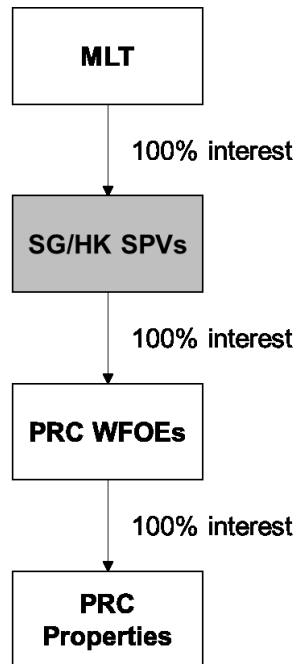 MLT
100% interest
SG/HK SPVs
100% interest
PRC WFOEs
100% interest
PRC
Properties